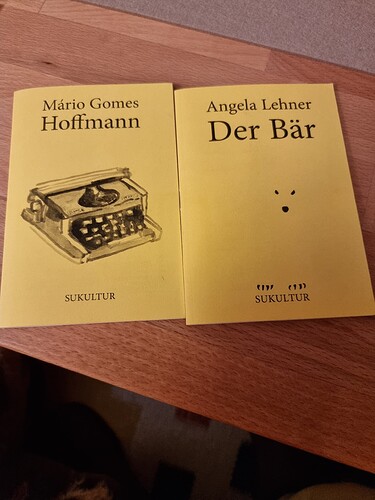 Mário Gomes
Hoffmann
SUKULTUR
Angela Lehner
Der Bär
SUKULTUR